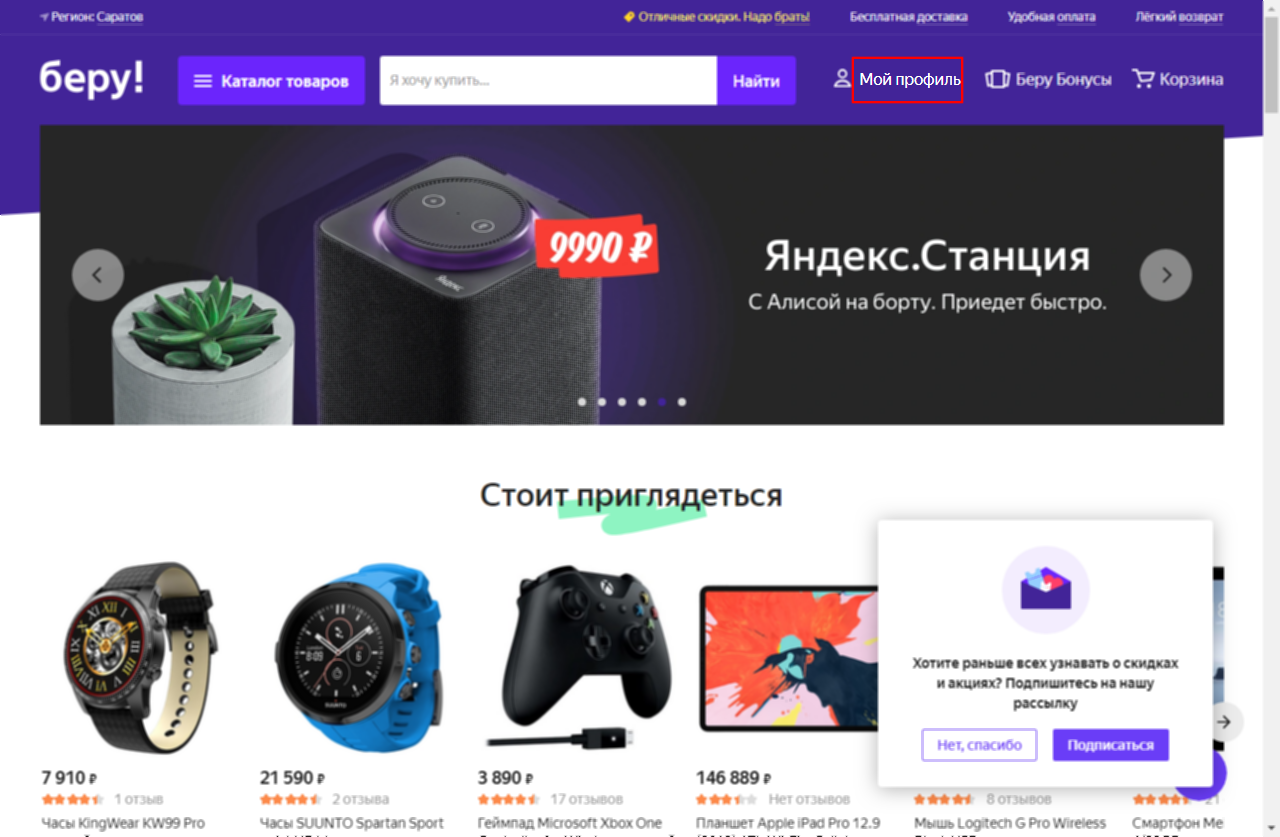 Регион: Саратов
Отличные скидки. Надо брать!
Бесплатная доставка
Удобная оплата
Лёгкий возврат
беру!
Каталог товаров
Я хочу купить...
Найти
Мой профиль
Беру Бонусы
Корзина
9990 ₽
Яндекс
Яндекс.Станция
С Алисой на борту. Приедет быстро.
Стоит приглядеться
Хотите раньше всех узнавать о скидках
и акциях? Подпишитесь на нашу
рассылку
Нет, спасибо
Подписаться
7 910 ₽
21 590 ₽
3 890 ₽
146 889 ₽
1 отзыв
2 отзыва
17 отзывов
Нет отзывов
8 отзывов
21
Часы KingWear KW99 Pro
Часы SUUNTO Spartan Sport
Геймпад Microsoft Xbox One
Планшет Apple iPad Pro 12.9
Мышь Logitech G Pro Wireless
Смартфон Me